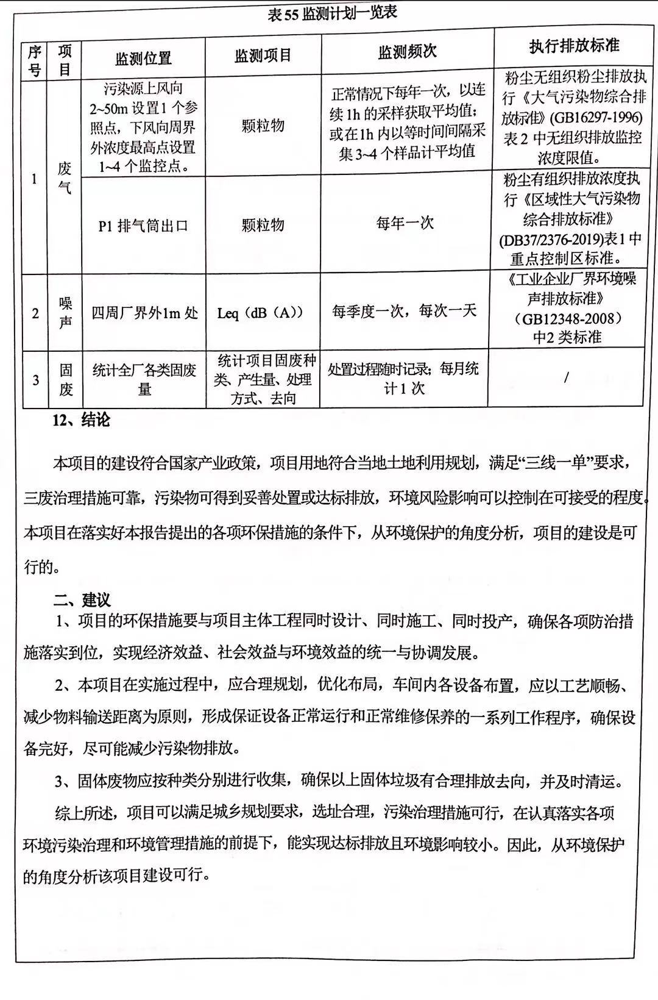 表55 监测计划一览表
序号
项目
监测位置
监测项目
监测频次
执行排放标准
1
废气
污染源上风向
2~50m 设置1 个参
照点，下风向周界
外浓度最高点设置
1~4 个监控点。
颗粒物
正常情况下每年一次，以连
续 1h 的采样获取平均值；
或在1h 内以等时间间隔采
集 3~4 个样品计平均值
粉尘无组织粉尘排放执
行《大气污染物综合排
放标准》(GB16297-1996)
表 2 中无组织排放监控
浓度限值。
P1 排气筒出口
颗粒物
每年一次
粉尘有组织排放浓度执
行《区域性大气污染物
综合排放标准》
(DB37/2376-2019)表1 中
重点控制区标准。
2
噪声
四周厂界外1m 处
Leq（dB（A））
每季度一次，每次一天
《工业企业厂界环境噪
声排放标准》
（GB12348-2008）
中2 类标准
3
固废
统计全厂各类固废
量
统计项目固废种
类、产生量、处理
方式、去向
处置过程随时记录；每月统
计 1 次
/
12、结论
本项目的建设符合国家产业政策，项目用地符合当地土地利用规划，满足“三线一单”要求，
三废治理措施可靠，污染物可得到妥善处置或达标排放，环境风险影响可以控制在可接受的程度。
本项目在落实好本报告提出的各项环保措施的条件下，从环境保护的角度分析，项目的建设是可
行的。
二、建议
1、项目的环保措施要与项目主体工程同时设计、同时施工、同时投产，确保各项防治措
施落实到位，实现经济效益、社会效益与环境效益的统一与协调发展。
2、本项目在实施过程中，应合理规划，优化布局，车间内各设备布置，应以工艺顺畅、
减少物料输送距离为原则，形成保证设备正常运行和正常维修保养的一系列工作程序，确保设
备完好，尽可能减少污染物排放。
3、固体废物应按种类分别进行收集，确保以上固体垃圾有合理排放去向，并及时清运。
综上所述，项目可以满足城乡规划要求，选址合理，污染治理措施可行，在认真落实各项
环境污染治理和环境管理措施的前提下，能实现达标排放且环境影响较小。因此，从环境保护
的角度分析该项目建设可行。